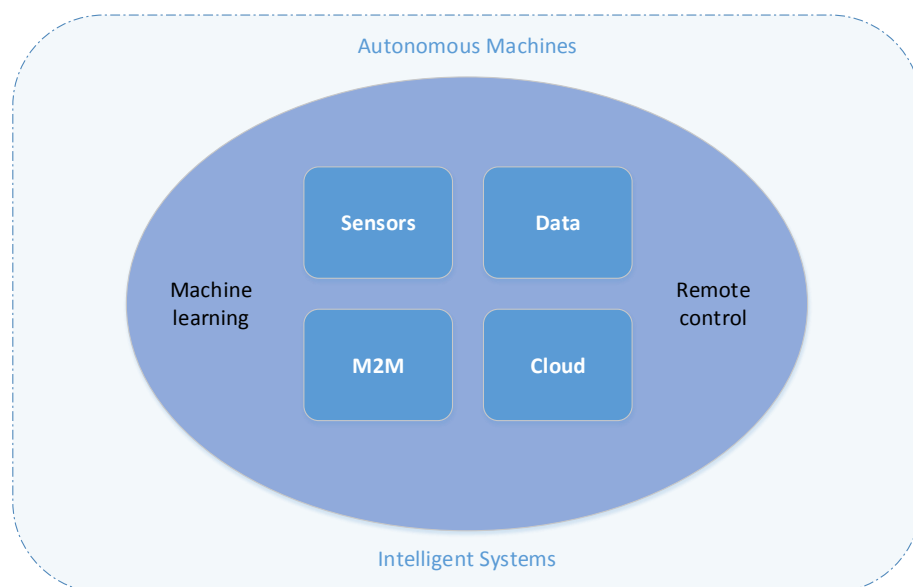 Autonomous Machines
Sensors
Data
Machine
learning
Remote
control
M2M
Cloud
Intelligent Systems